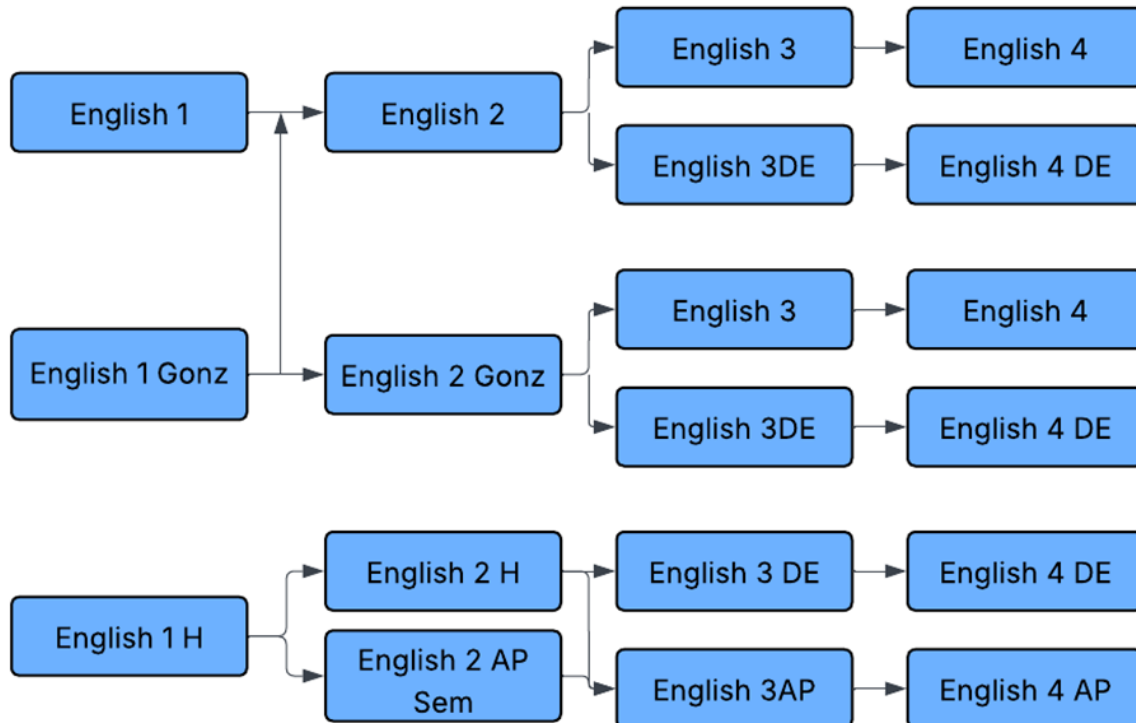 English 3
English 4
English 1
English 2
English 3DE
English 4 DE
English 3
English 4
English 1 Gonz
English 2 Gonz
English 3DE
English 4 DE
English 2 H
English 3 DE
English 4 DE
English 1 H
English 2 AP
Sem
English 3AP
English 4 AP